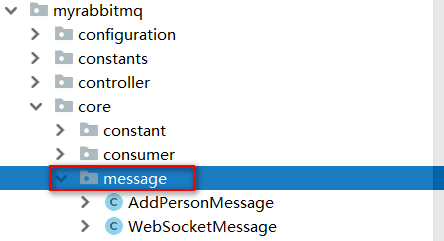 myrabbitmq
configuration
constants
controller
core
constant
consumer
message
AddPersonMessage
WebSocketMessage